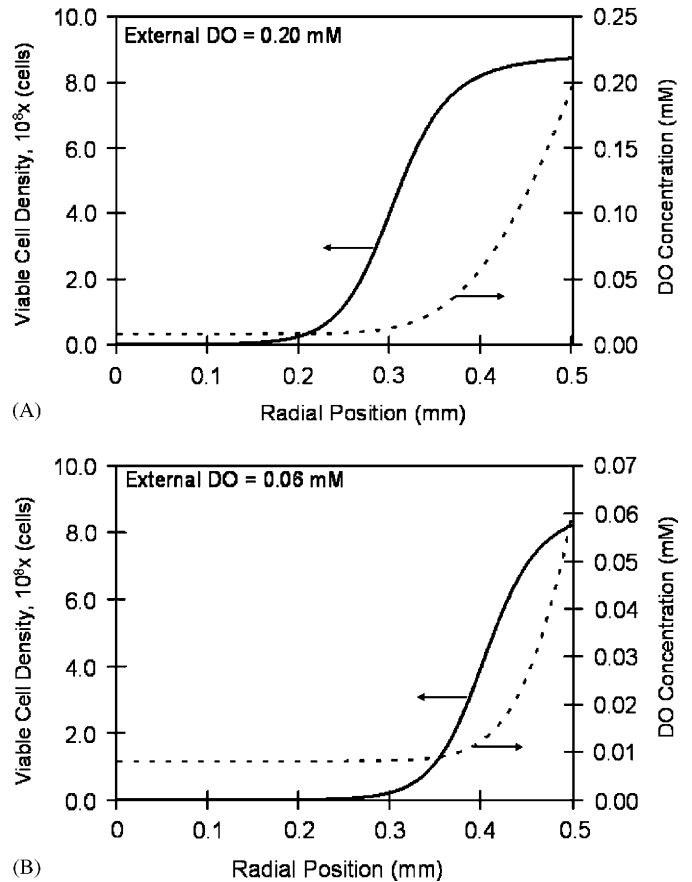 External DO = 0.20 mM
10.0
8.0
6.0
4.0
2.0
0.0
Viable Cell Density, 10⁸x (cells)
0.25
0.20
0.15
0.10
0.05
0.00
DO Concentration (mM)
0 0.1 0.2 0.3 0.4 0.5
(A)
Radial Position (mm)
External DO = 0.06 mM
10.0
8.0
6.0
4.0
2.0
0.0
Viable Cell Density, 10⁸x (cells)
0.07
0.06
0.05
0.04
0.03
0.02
0.01
0.00
DO Concentration (mM)
0 0.1 0.2 0.3 0.4 0.5
(B)
Radial Position (mm)